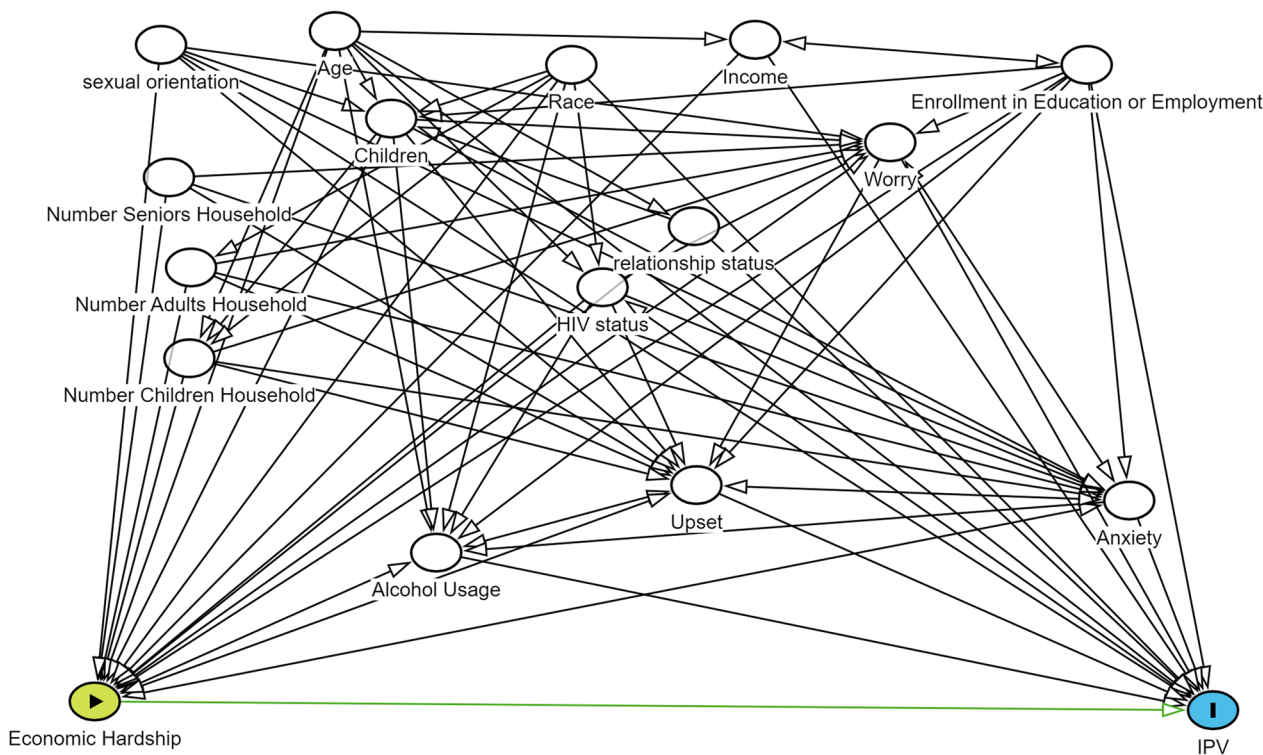 sexual orientation
Age
Race
Income
Enrollment in Education or Employment
Children
Worry
Number Seniors Household
relationship status
Number Adults Household
HIV status
Number Children Household
Upset
Anxiety
Alcohol Usage
Economic Hardship
IPV